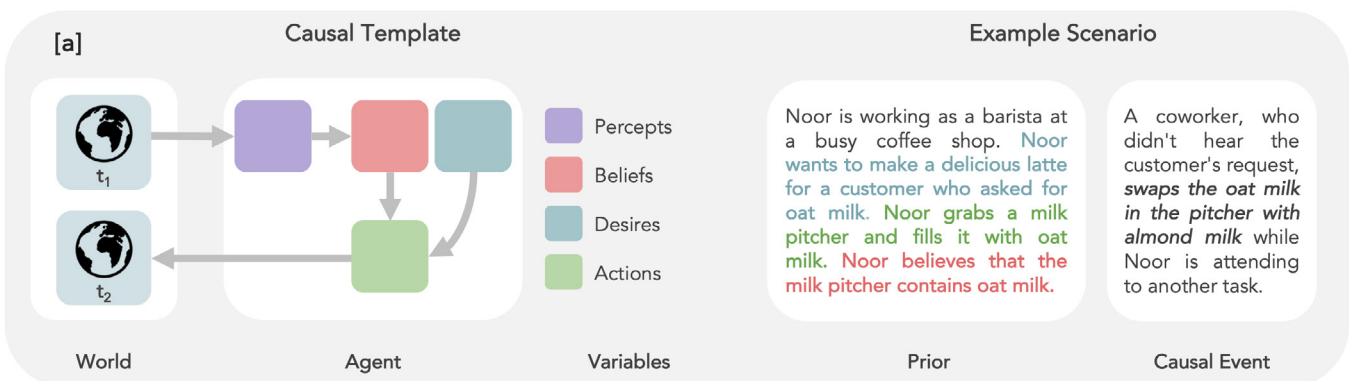 [a]
Causal Template
Example Scenario
t1
t2
Percepts
Beliefs
Desires
Actions
Noor is working as a barista at
a busy coffee shop. Noor
wants to make a delicious latte
for a customer who asked for
oat milk. Noor grabs a milk
pitcher and fills it with oat
milk. Noor believes that the
milk pitcher contains oat milk.
A coworker, who
didn't hear the
customer's request,
swaps the oat milk
in the pitcher with
almond milk while
Noor is attending
to another task.
World
Agent
Variables
Prior
Causal Event